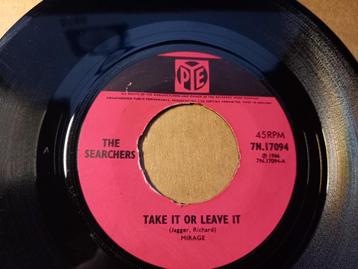 PYE
THE
SEARCHERS
45RPM
7N.17094
℗ 1966
7N.17094-A
TAKE IT OR LEAVE IT
(Jagger, Richard)
MIRAGE